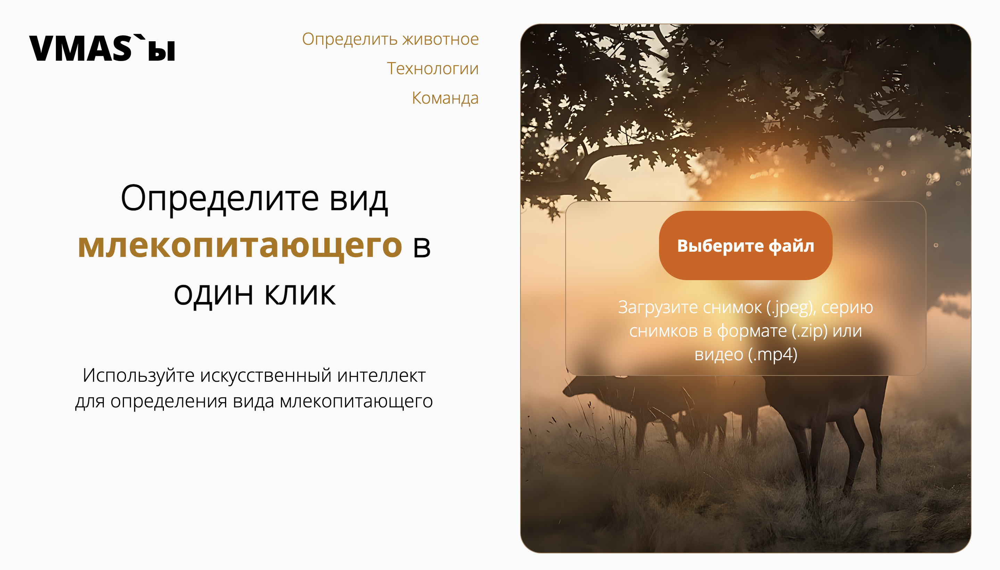 VMAS`ы
Определить животное
Технологии
Команда
Определите вид
млекопитающего в
один клик
Используйте искусственный интеллект
для определения вида млекопитающего
Выберите файл
Загрузите снимок (.jpeg), серию
снимков в формате (.zip) или
видео (.mp4)